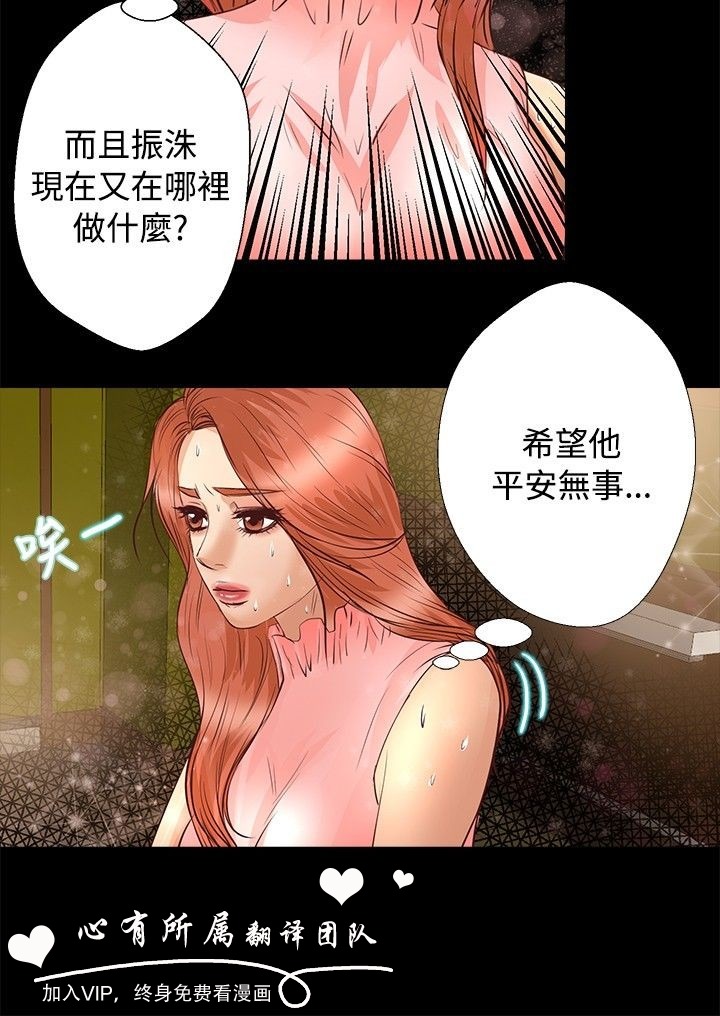 而且振洙
現在又在哪裡
做什麼?
希望他
平安無事...
唉一
心有所属翻译团队
加入VIP，终身免费看漫画